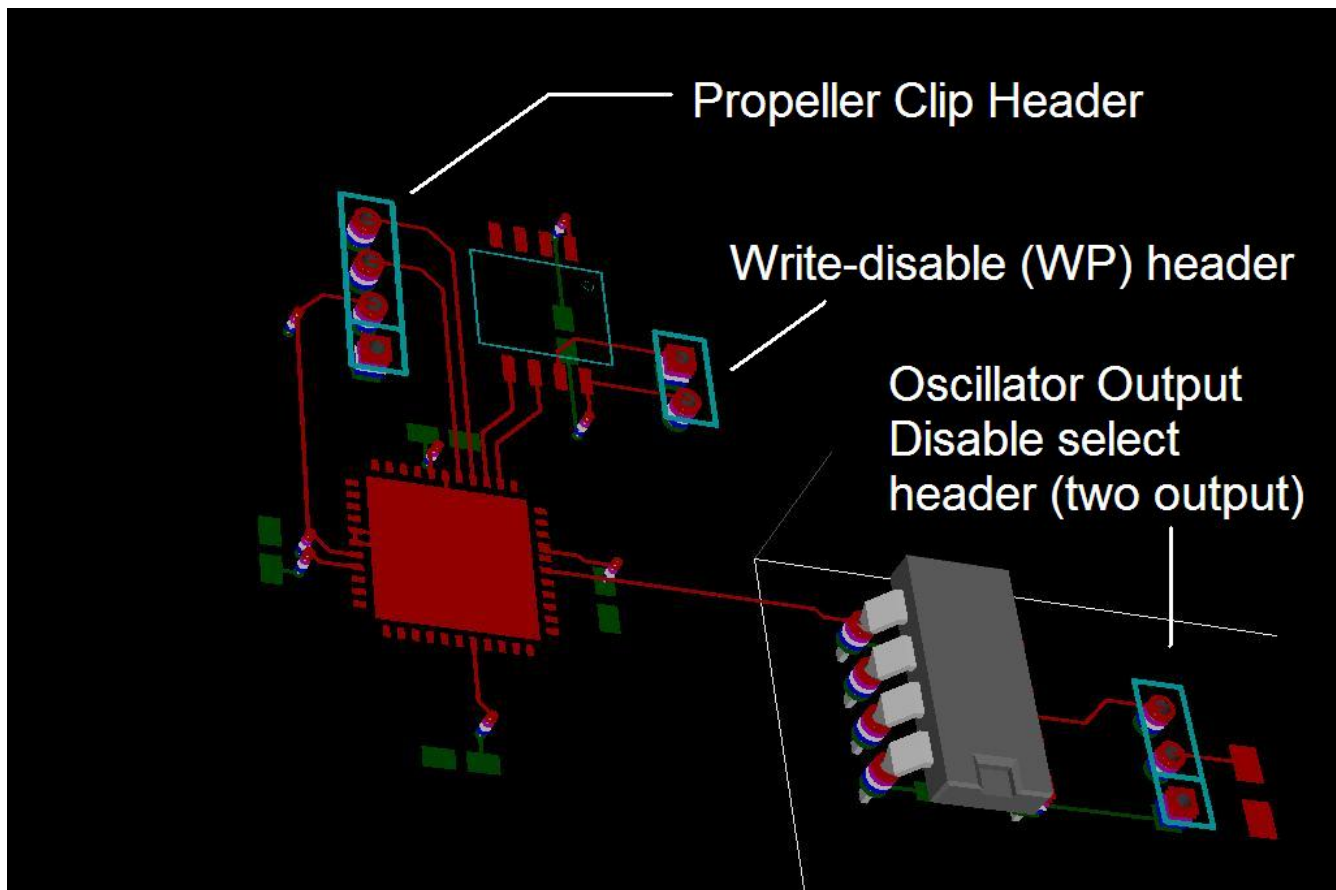 Propeller Clip Header
Write-disable (WP) header
Oscillator Output
Disable select
header (two output)